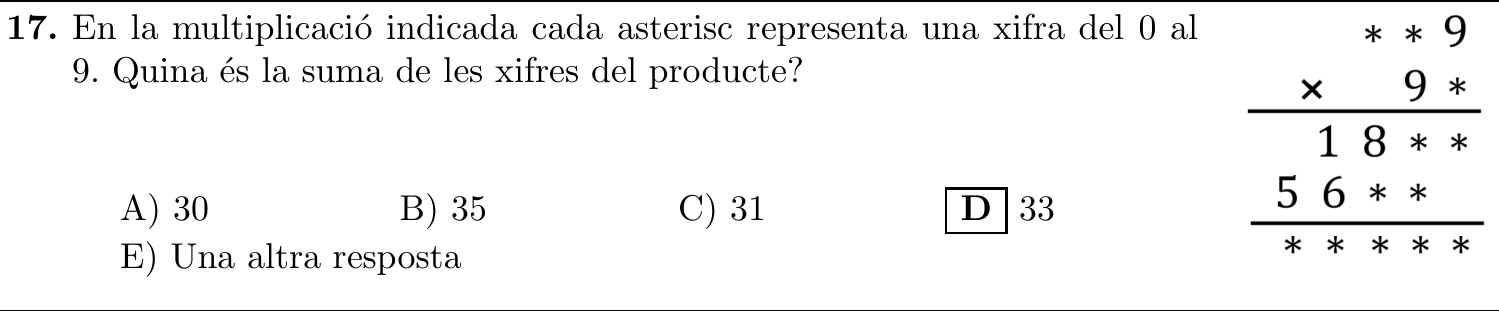 17. En la multiplicació indicada cada asterisc representa una xifra del 0 al
9. Quina és la suma de les xifres del producte?
A) 30 B) 35 C) 31 D 33
E) Una altra resposta
* * 9
× 9 *
1 8 * *
5 6 * *
* * * * *